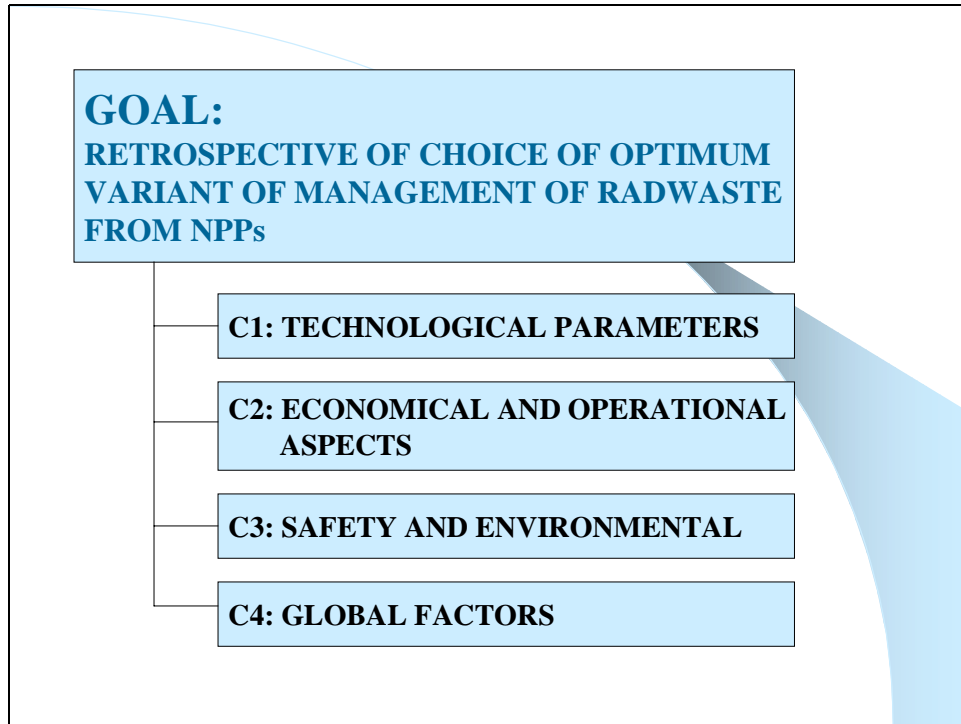 GOAL:
RETROSPECTIVE OF CHOICE OF OPTIMUM
VARIANT OF MANAGEMENT OF RADWASTE
FROM NPPs
C1: TECHNOLOGICAL PARAMETERS
C2: ECONOMICAL AND OPERATIONAL
ASPECTS
C3: SAFETY AND ENVIRONMENTAL
C4: GLOBAL FACTORS